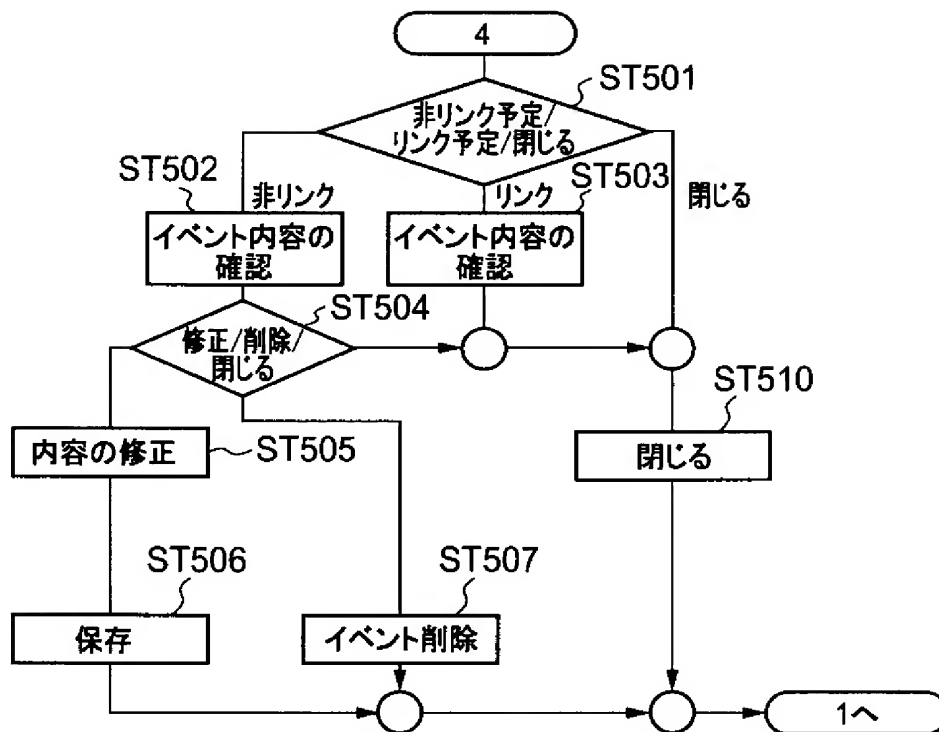 4
ST501
非リンク予定/
リンク予定/閉じる
ST502
ST503
非リンク
リンク
閉じる
イベント内容の
確認
イベント内容の
確認
ST504
修正/削除/
閉じる
ST510
内容の修正
ST505
閉じる
ST506
ST507
保存
イベント削除
1へ